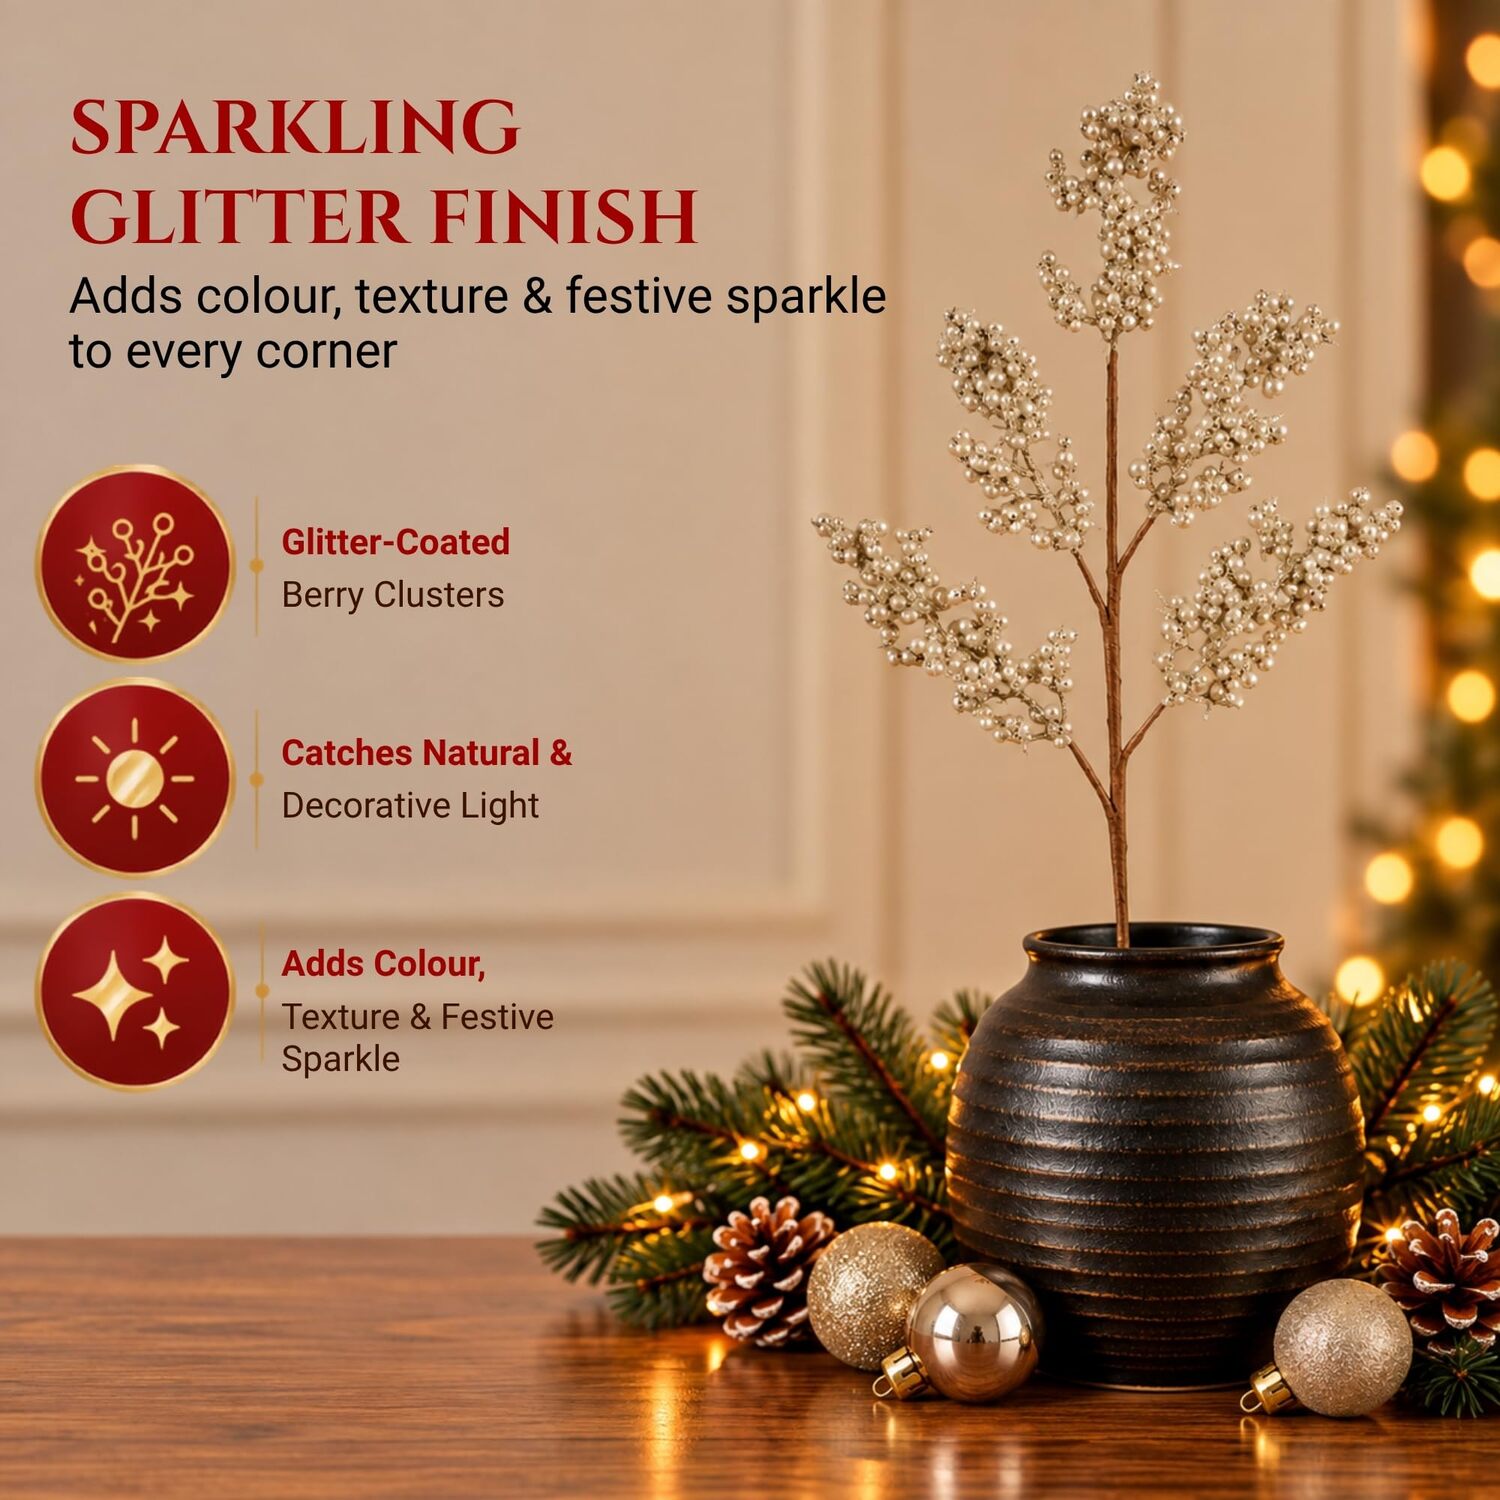 SPARKLING
GLITTER FINISH
Adds colour, texture & festive sparkle
to every corner
Glitter-Coated
Berry Clusters
Catches Natural &
Decorative Light
Adds Colour,
Texture & Festive
Sparkle